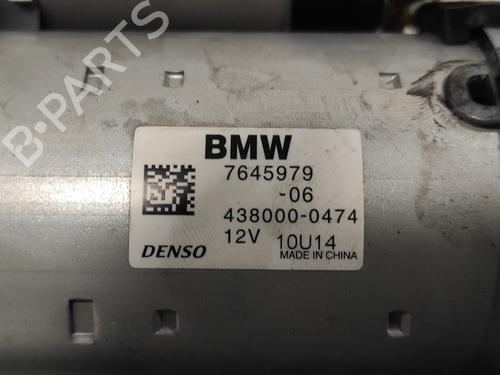 B-PARTS
BMW
7645979
-06
438000-0474
12V 10U14
DENSO MADE IN CHINA